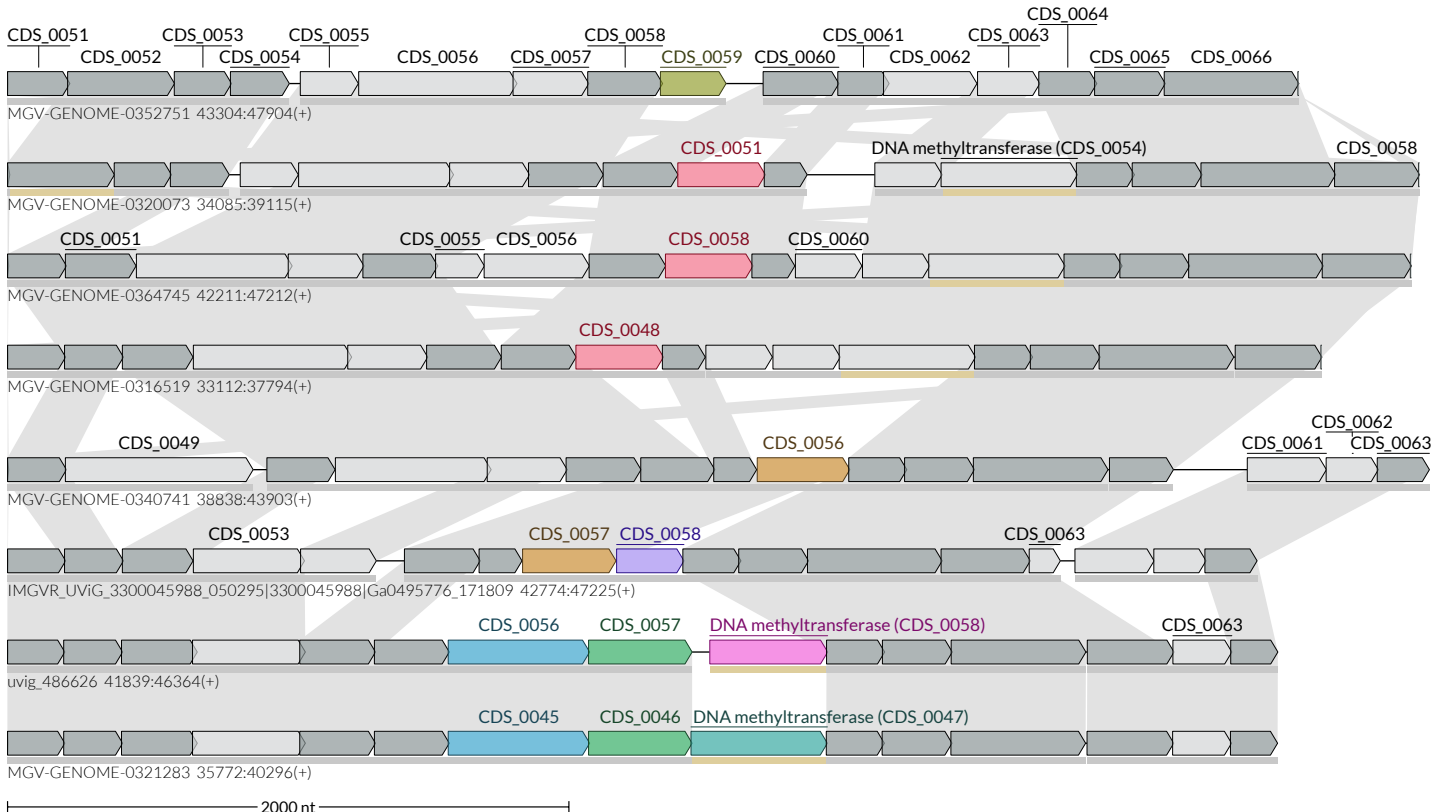 CDS_0064
CDS_0051 CDS_0053 CDS_0055 CDS_0058 CDS_0061 CDS_0063
CDS_0052 CDS_0054 CDS_0056 CDS_0057 CDS_0059 CDS_0060 CDS_0062 CDS_0065 CDS_0066
MGV-GENOME-0352751 43304:47904(+)
CDS_0051 DNA methyltransferase (CDS_0054) CDS_0058
MGV-GENOME-0320073 34085:39115(+)
CDS_0051 CDS_0055 CDS_0056 CDS_0058 CDS_0060
MGV-GENOME-0364745 42211:47212(+)
CDS_0048
MGV-GENOME-0316519 33112:37794(+)
CDS_0062
CDS_0049 CDS_0056 CDS_0061 CDS_0063
MGV-GENOME-0340741 38838:43903(+)
CDS_0053 CDS_0057 CDS_0058 CDS_0063
IMGVR_UViG_3300045988_050295|3300045988|Ga0495776_171809 42774:47225(+)
CDS_0056 CDS_0057 DNA methyltransferase (CDS_0058) CDS_0063
uvig_486626 41839:46364(+)
CDS_0045 CDS_0046 DNA methyltransferase (CDS_0047)
MGV-GENOME-0321283 35772:40296(+)
2000 nt